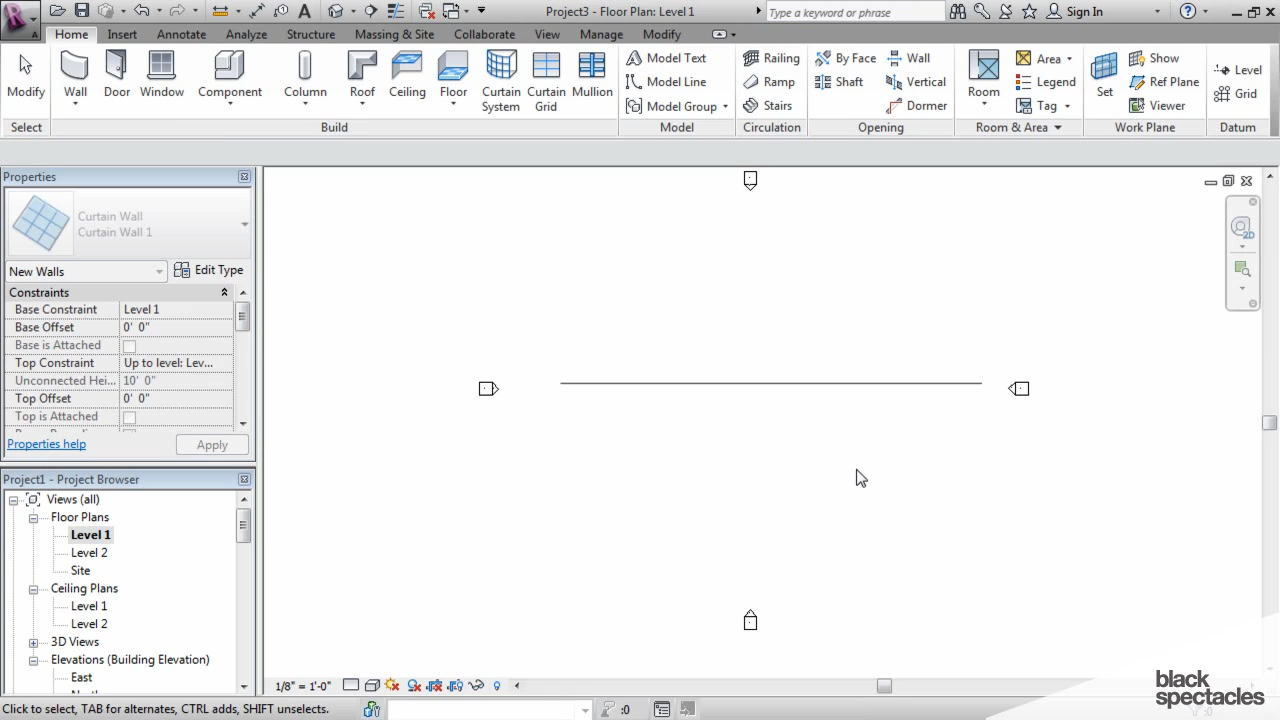 Project3 - Floor Plan: Level 1
Type a keyword or phrase
Sign In
Home Insert Annotate Analyze Structure Massing & Site Collaborate View Manage Modify
Modify
Wall
Door
Window
Component
Column
Roof
Ceiling
Floor
Curtain
System
Curtain
Grid
Mullion
Model Text
Model Line
Model Group
Railing
Ramp
Stairs
By Face
Shaft
Wall
Vertical
Dormer
Room
Area
Legend
Tag
Set
Show
Ref Plane
Viewer
Level
Grid
Select Build Model Circulation Opening Room & Area Work Plane Datum
Properties
Curtain Wall
Curtain Wall 1
New Walls Edit Type
Constraints
Base Constraint Level 1
Base Offset 0' 0"
Base is Attached
Top Constraint Up to level: Lev...
Unconnected Hei... 10' 0"
Top Offset 0' 0"
Top is Attached
Properties help Apply
Project1 - Project Browser
Views (all)
Floor Plans
Level 1
Level 2
Site
Ceiling Plans
Level 1
Level 2
3D Views
Elevations (Building Elevation)
East
2D
1/8" = 1'-0"
Click to select, TAB for alternates, CTRL adds, SHIFT unselects.
:0
black
spectacles